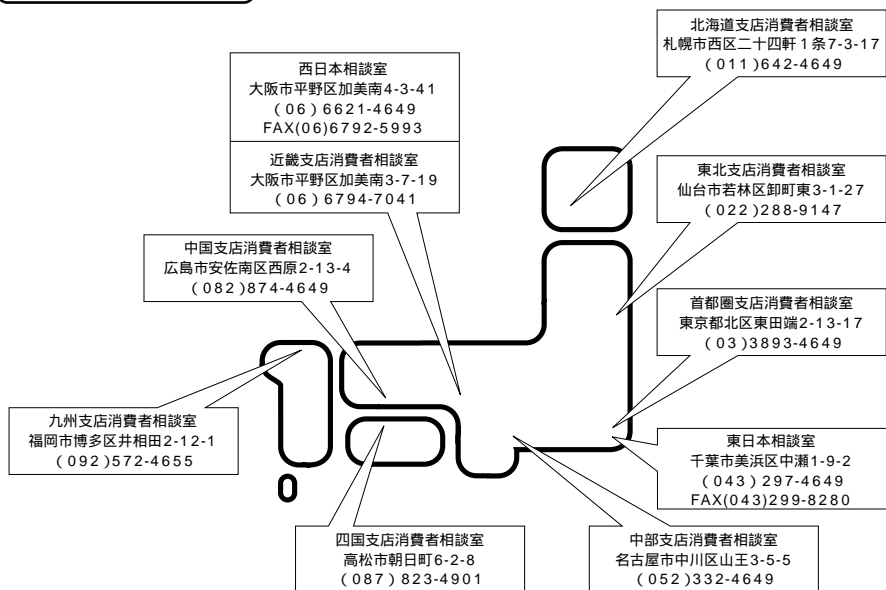 北海道支店消費者相談室
札幌市西区二十四軒1条7-3-17
(011)642-4649
西日本相談室
大阪市平野区加美南4-3-41
(06)6621-4649
FAX(06)6792-5993
近畿支店消費者相談室
大阪市平野区加美南3-7-19
(06)6794-7041
東北支店消費者相談室
仙台市若林区卸町東3-1-27
(022)288-9147
中国支店消費者相談室
広島市安佐南区西原2-13-4
(082)874-4649
首都圏支店消費者相談室
東京都北区東田端2-13-17
(03)3893-4649
九州支店消費者相談室
福岡市博多区井相田2-12-1
(092)572-4655
東日本相談室
千葉市美浜区中瀬1-9-2
(043)297-4649
FAX(043)299-8280
四国支店消費者相談室
高松市朝日町6-2-8
(087)823-4901
中部支店消費者相談室
名古屋市中川区山王3-5-5
(052)332-4649